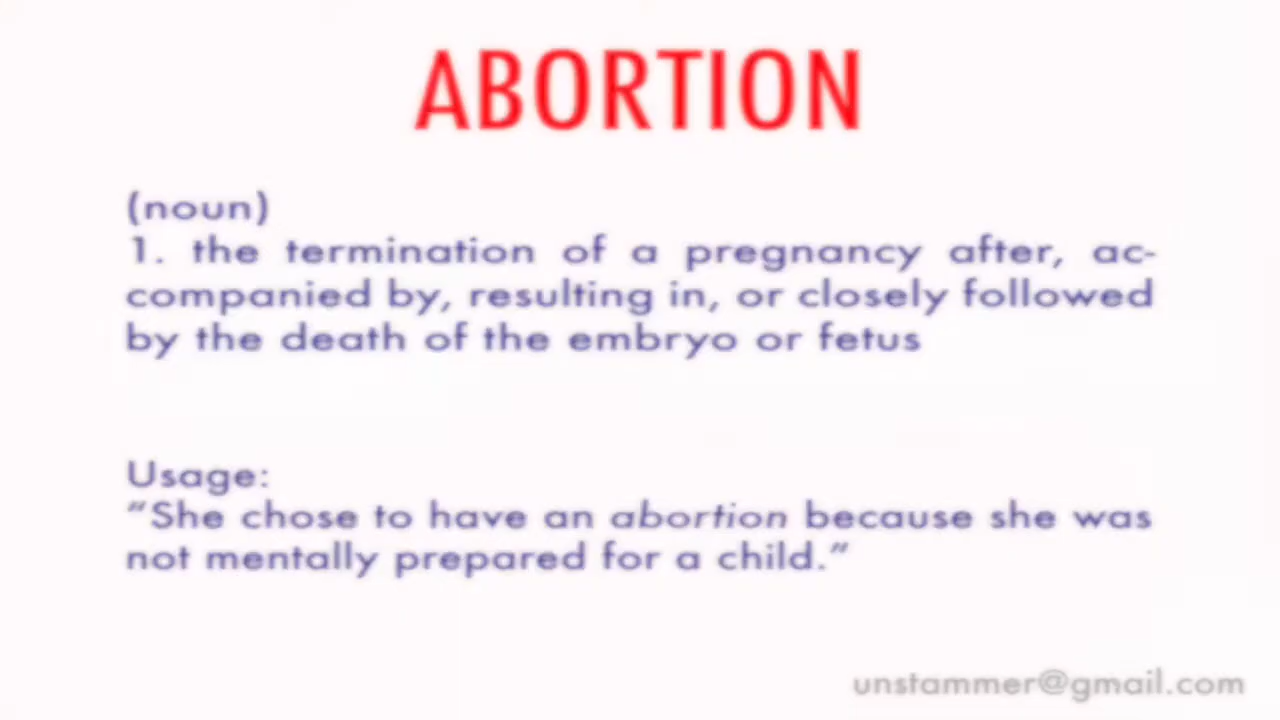 ABORTION
(noun)
1. the termination of a pregnancy after, ac-
companied by, resulting in, or closely followed
by the death of the embryo or fetus
Usage:
"She chose to have an abortion because she was
not mentally prepared for a child."
unstammer@gmail.com